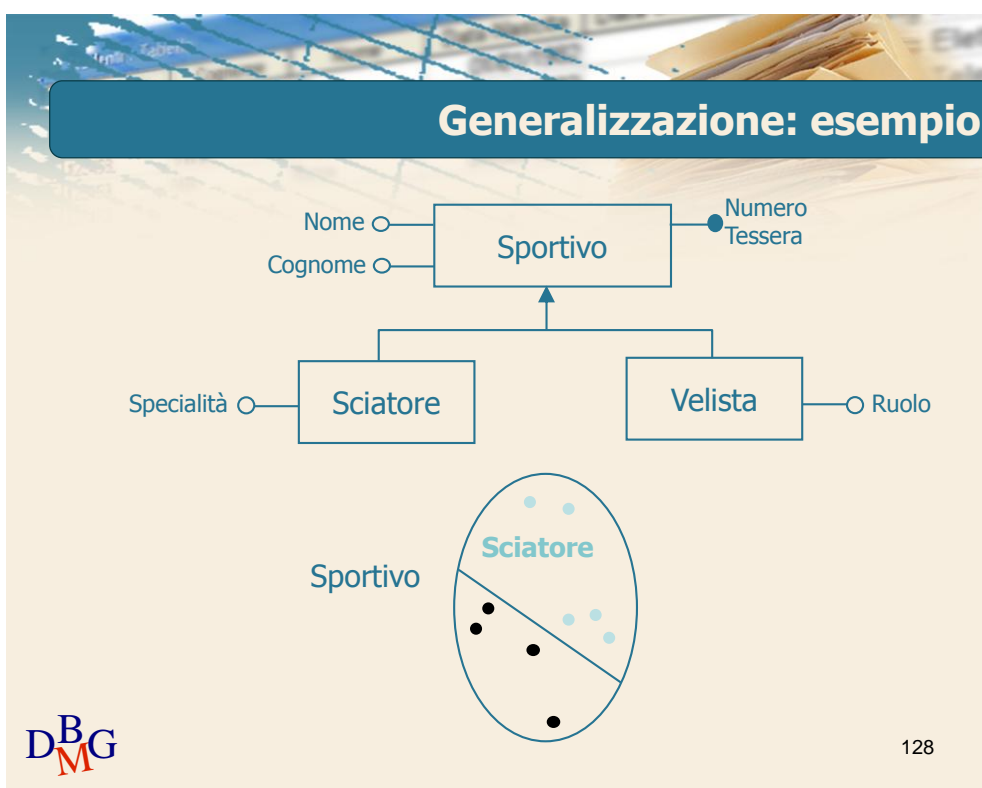 Generalizzazione: esempio
Nome
Numero
Tessera
Sportivo
Cognome
Specialità
Sciatore
Velista
Ruolo
Sciatore
Sportivo
DBMG
128